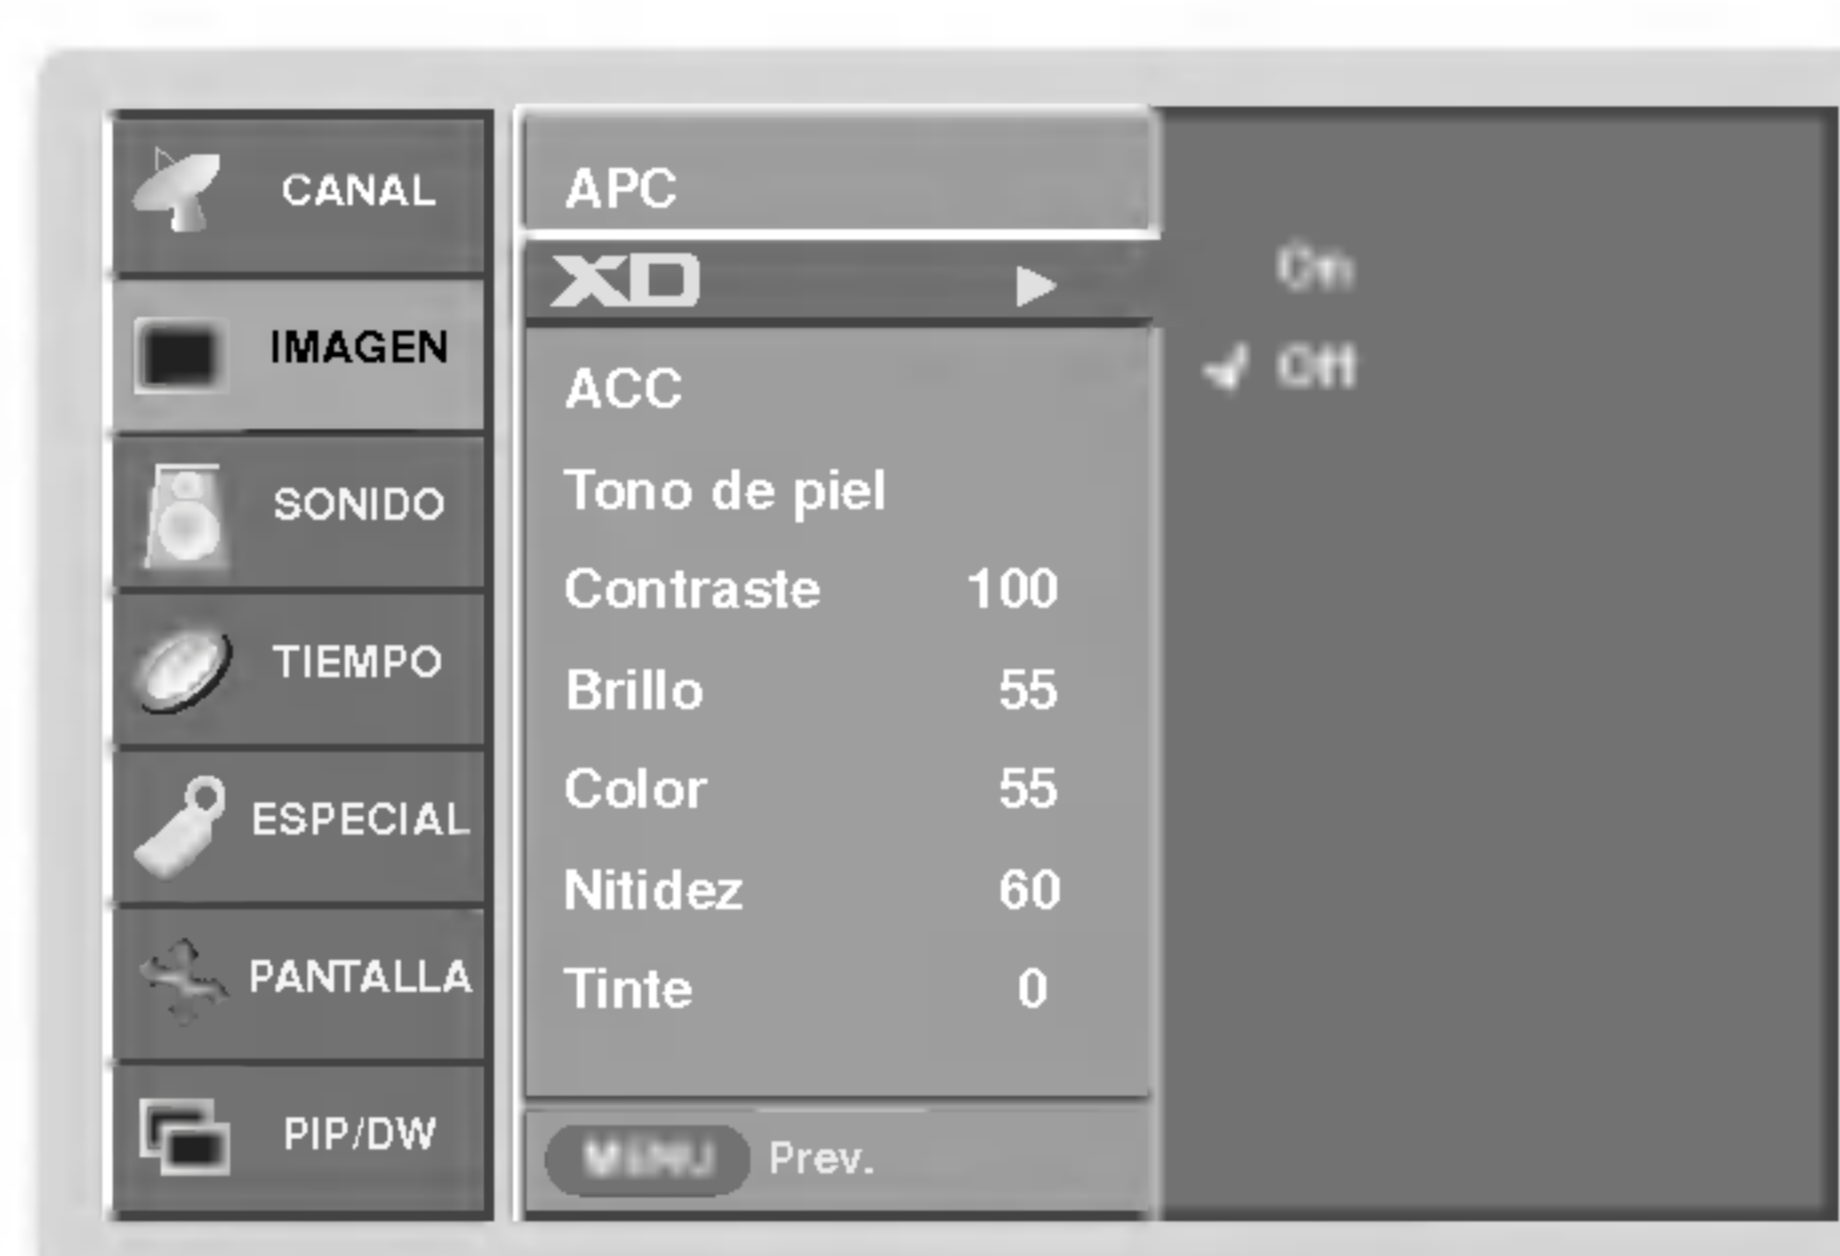 CANAL
IMAGEN
SONIDO
TIEMPO
ESPECIAL
PANTALLA
PIP/DW
APC
XD
ACC
Tono de piel
Contraste 100
Brillo 55
Color 55
Nitidez 60
Tinte 0
MENU Prev.
On
Off